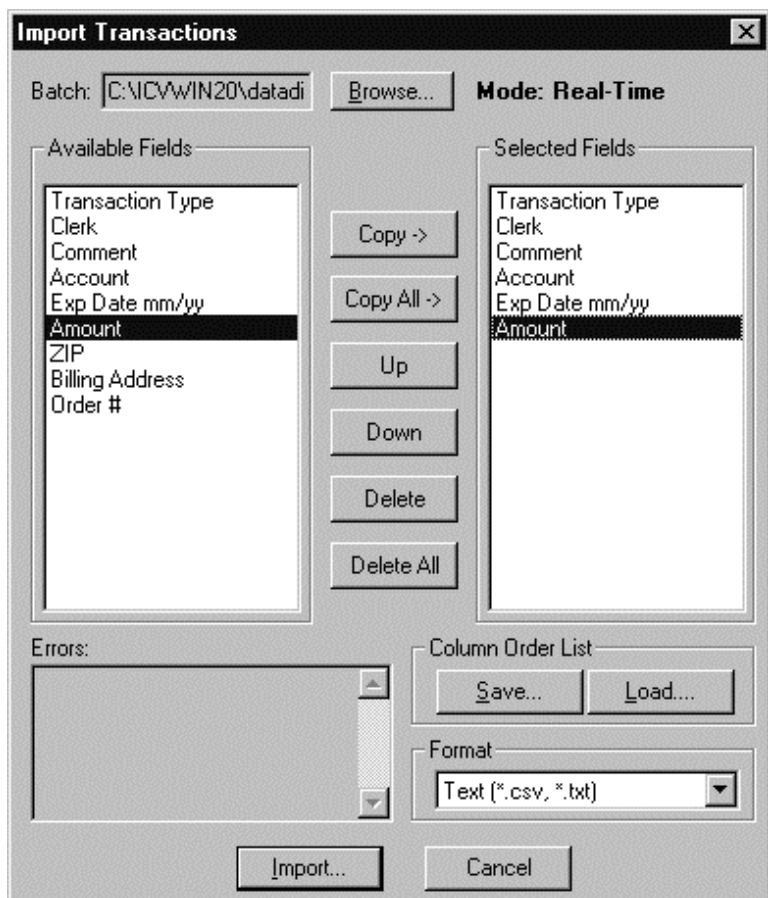 Import Transactions
Batch: C:\ICVWIN20\datadi Browse... Mode: Real-Time
Available Fields
Transaction Type
Clerk
Comment
Account
Exp Date mm/yy
Amount
ZIP
Billing Address
Order #
Copy ->
Copy All ->
Up
Down
Delete
Delete All
Selected Fields
Transaction Type
Clerk
Comment
Account
Exp Date mm/yy
Amount
Errors:
Column Order List
Save... Load....
Format
Text (*.csv, *.txt)
Import... Cancel